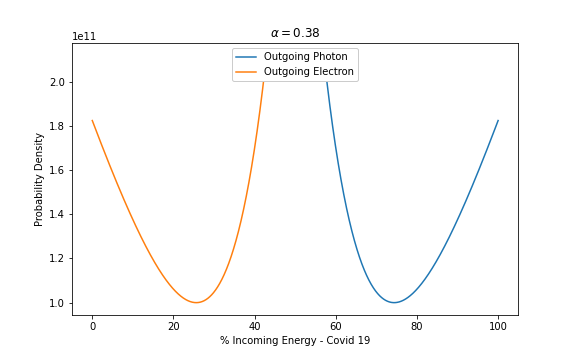 α = 0.38
1e11
Outgoing Photon
Outgoing Electron
2.0
1.8
1.6
1.4
1.2
1.0
Probability Density
0 20 40 60 80 100
% Incoming Energy - Covid 19